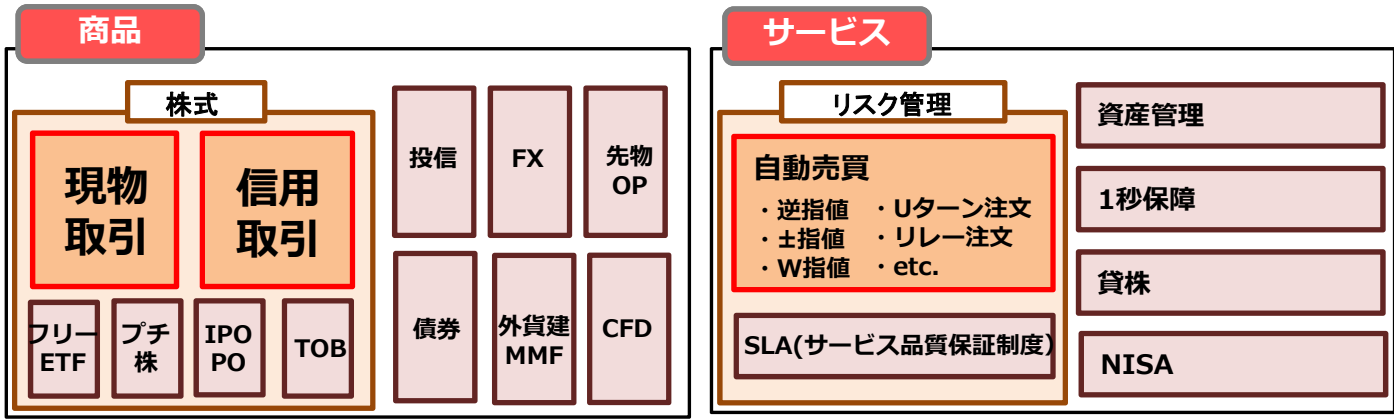 商品
株式
現物
取引
信用
取引
フリー
ETF
プチ
株
IPO
PO
TOB
投信
FX
先物
OP
債券
外貨建
MMF
CFD
サービス
リスク管理
自動売買
・逆指値 ・Uターン注文
・±指値 ・リレー注文
・W指値 ・etc.
SLA(サービス品質保証制度)
資産管理
1秒保障
貸株
NISA